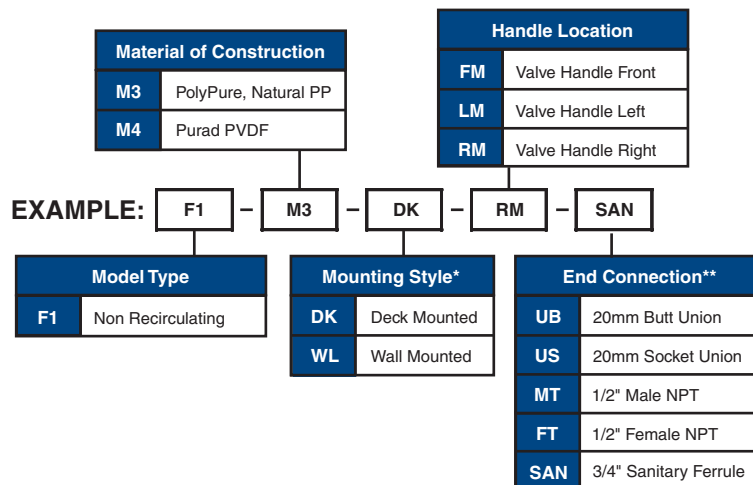 Material of Construction
M3 PolyPure, Natural PP
M4 Purad PVDF
Handle Location
FM Valve Handle Front
LM Valve Handle Left
RM Valve Handle Right
EXAMPLE: F1 – M3 – DK – RM – SAN
Model Type
F1 Non Recirculating
Mounting Style*
DK Deck Mounted
WL Wall Mounted
End Connection**
UB 20mm Butt Union
US 20mm Socket Union
MT 1/2" Male NPT
FT 1/2" Female NPT
SAN 3/4" Sanitary Ferrule